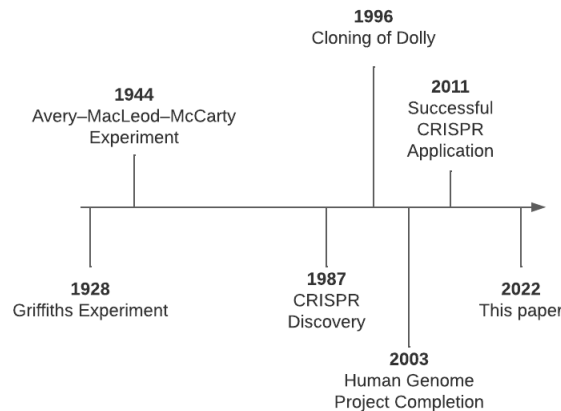 1996
Cloning of Dolly
1944
Avery–MacLeod–McCarty
Experiment
2011
Successful
CRISPR
Application
1928
Griffiths Experiment
1987
CRISPR
Discovery
2022
This paper
2003
Human Genome
Project Completion